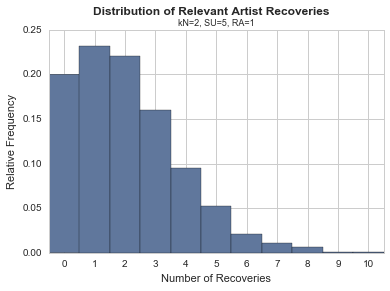 Distribution of Relevant Artist Recoveries
kN=2, SU=5, RA=1
0.25
0.20
0.15
0.10
0.05
0.00
Relative Frequency
0 1 2 3 4 5 6 7 8 9 10
Number of Recoveries